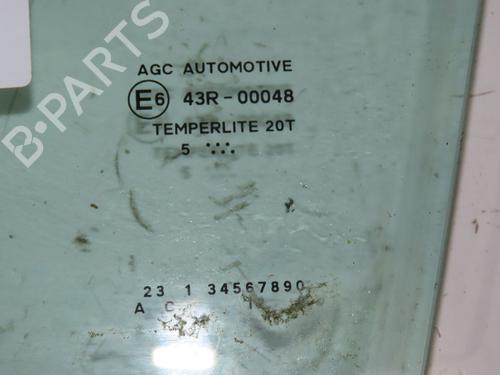 B-PARTS
AGC AUTOMOTIVE
E6 43R-00048
TEMPERLITE 20T
5
23 1 34567890
A C